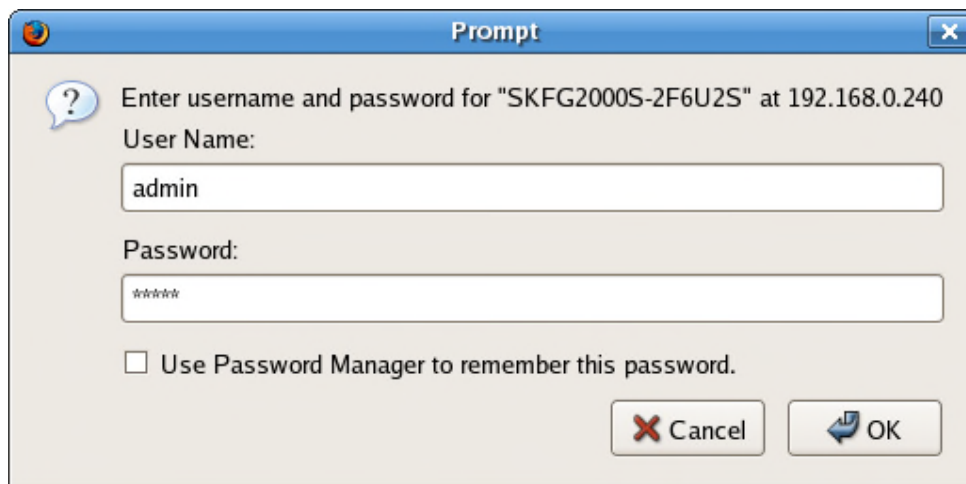 Prompt
Enter username and password for "SKFG2000S-2F6U2S" at 192.168.0.240
User Name:
admin
Password:
*****
Use Password Manager to remember this password.
Cancel
OK